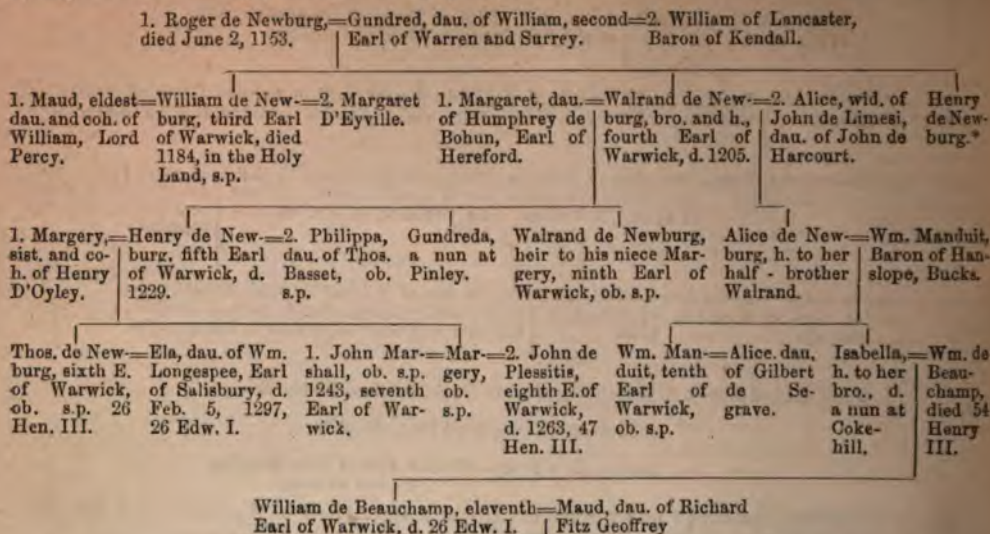 1. Roger de Newburg,=Gundred, dau. of William, second=2. William of Lancaster,
died June 2, 1153. Earl of Warren and Surrey. Baron of Kendall.
1. Maud, eldest=William de New-=2. Margaret
dau. and coh. of burg, third Earl D'Eyville.
William, Lord of Warwick, died
Percy. 1184, in the Holy
Land, s.p.
1. Margaret, dau.=Walrand de New-=2. Alice, wid. of
of Humphrey de burg, bro. and h., John de Limesi,
Bohun, Earl of fourth Earl of dau. of John de
Hereford. Warwick, d. 1205. Harcourt.
Henry
de New-
burg.*
1. Margery,=Henry de New-=2. Philippa,
sist. and co- burg, fifth Earl dau. of Thos.
h. of Henry of Warwick, d. Basset, ob.
D'Oyley. 1229. s.p.
Gundreda,
a nun at
Pinley.
Walrand de Newburg,
heir to his niece Mar-
gery, ninth Earl of
Warwick, ob. s.p.
Alice de New-=Wm. Manduit,
burg, h. to her Baron of Han-
half - brother slope, Bucks.
Walrand.
Thos. de New-=Ela, dau. of Wm.
burg, sixth E. Longespee, Earl
of Warwick, of Salisbury, d.
ob. s.p. 26 Feb. 5, 1297,
Hen. III. 26 Edw. I.
1. John Mar-=Mar-=2. John de
shall, ob. s.p. gery, Plessitis,
1243, seventh ob. eighth E. of
Earl of War- s.p. Warwick,
wick. d. 1263, 47
Hen. III.
Wm. Man-=Alice, dau.
duit, tenth of Gilbert
Earl of de Se-
Warwick, grave.
ob. s.p.
Isabella,=Wm. de
h. to her Beau-
bro., d. champ,
a nun at died 54
Coke- Henry
hill. III.
William de Beauchamp, eleventh=Maud, dau. of Richard
Earl of Warwick, d. 26 Edw. I. Fitz Geoffrey